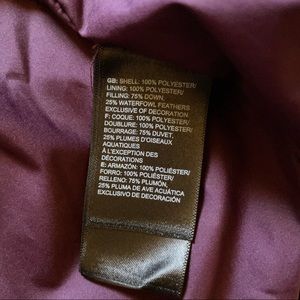 GB: SHELL: 100% POLYESTER/
LINING: 100% POLYESTER/
FILLING: 75% DOWN,
25% WATERFOWL FEATHERS
EXCLUSIVE OF DECORATION
F: COQUE: 100% POLYESTER/
DOUBLURE: 100% POLYESTER/
BOURRAGE: 75% DUVET,
25% PLUMES D'OISEAUX
AQUATIQUES
À L'EXCEPTION DES
DÉCORATIONS
E: ARMAZÓN: 100% POLIÉSTER/
FORRO: 100% POLIÉSTER/
RELLENO: 75% PLUMÓN,
25% PLUMA DE AVE ACUÁTICA
EXCLUSIVO DE DECORACIÓN